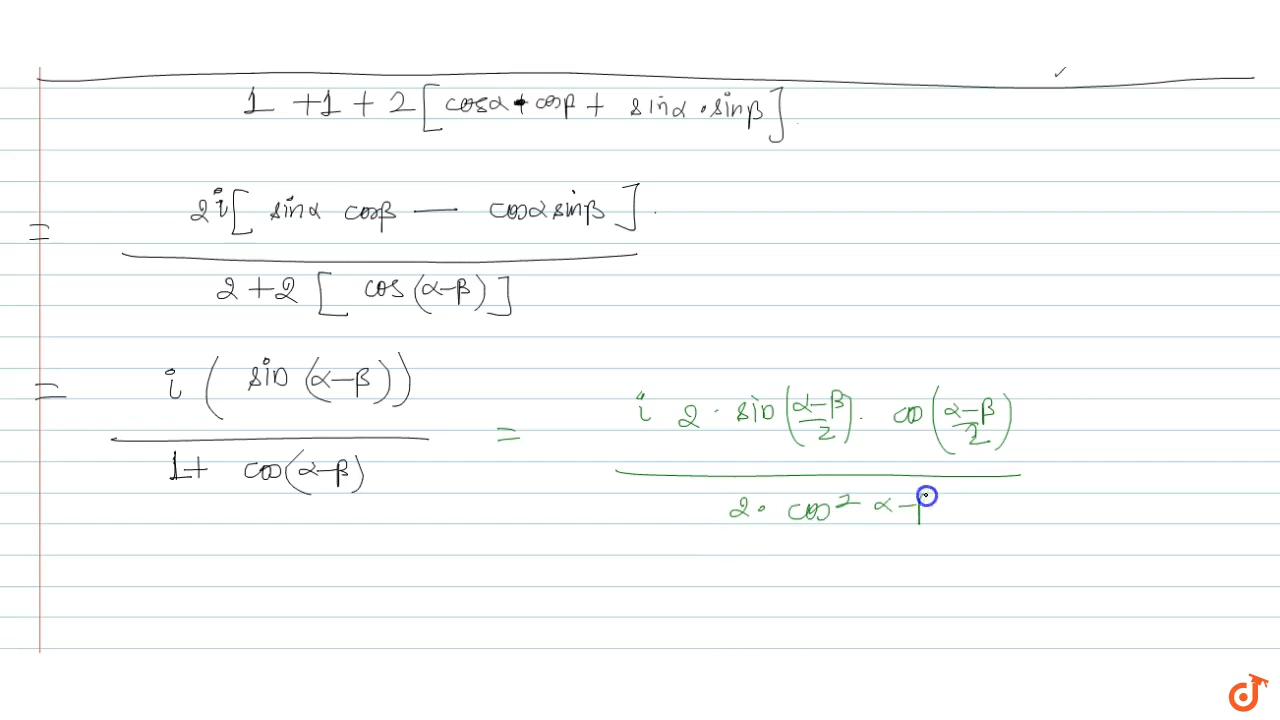 1 + 1 + 2 [cosα + cosβ + sinα · sinβ]
= 2i [sinα cosβ — cosα sinβ] / 2 + 2 [cos(α-β)]
= i (sin(α-β)) / 1 + cos(α-β) = i 2 · sin(α-β/2) · cos(α-β/2) / 2 · cos² α-β